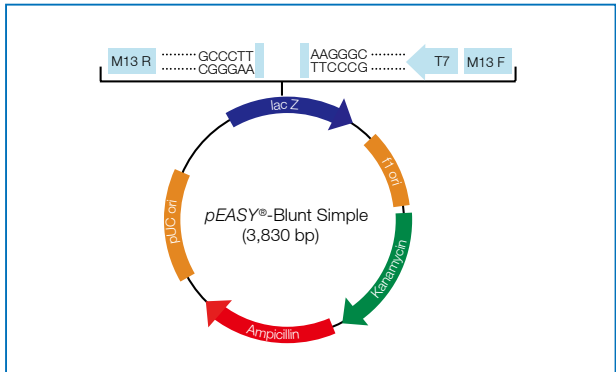 M13 R
GCCCTT
CGGGAA
AAGGGC
TTCCCG
T7
M13 F
lac Z
f1 ori
pUC ori
pEASY®-Blunt Simple
(3,830 bp)
Kanamycin
Ampicillin